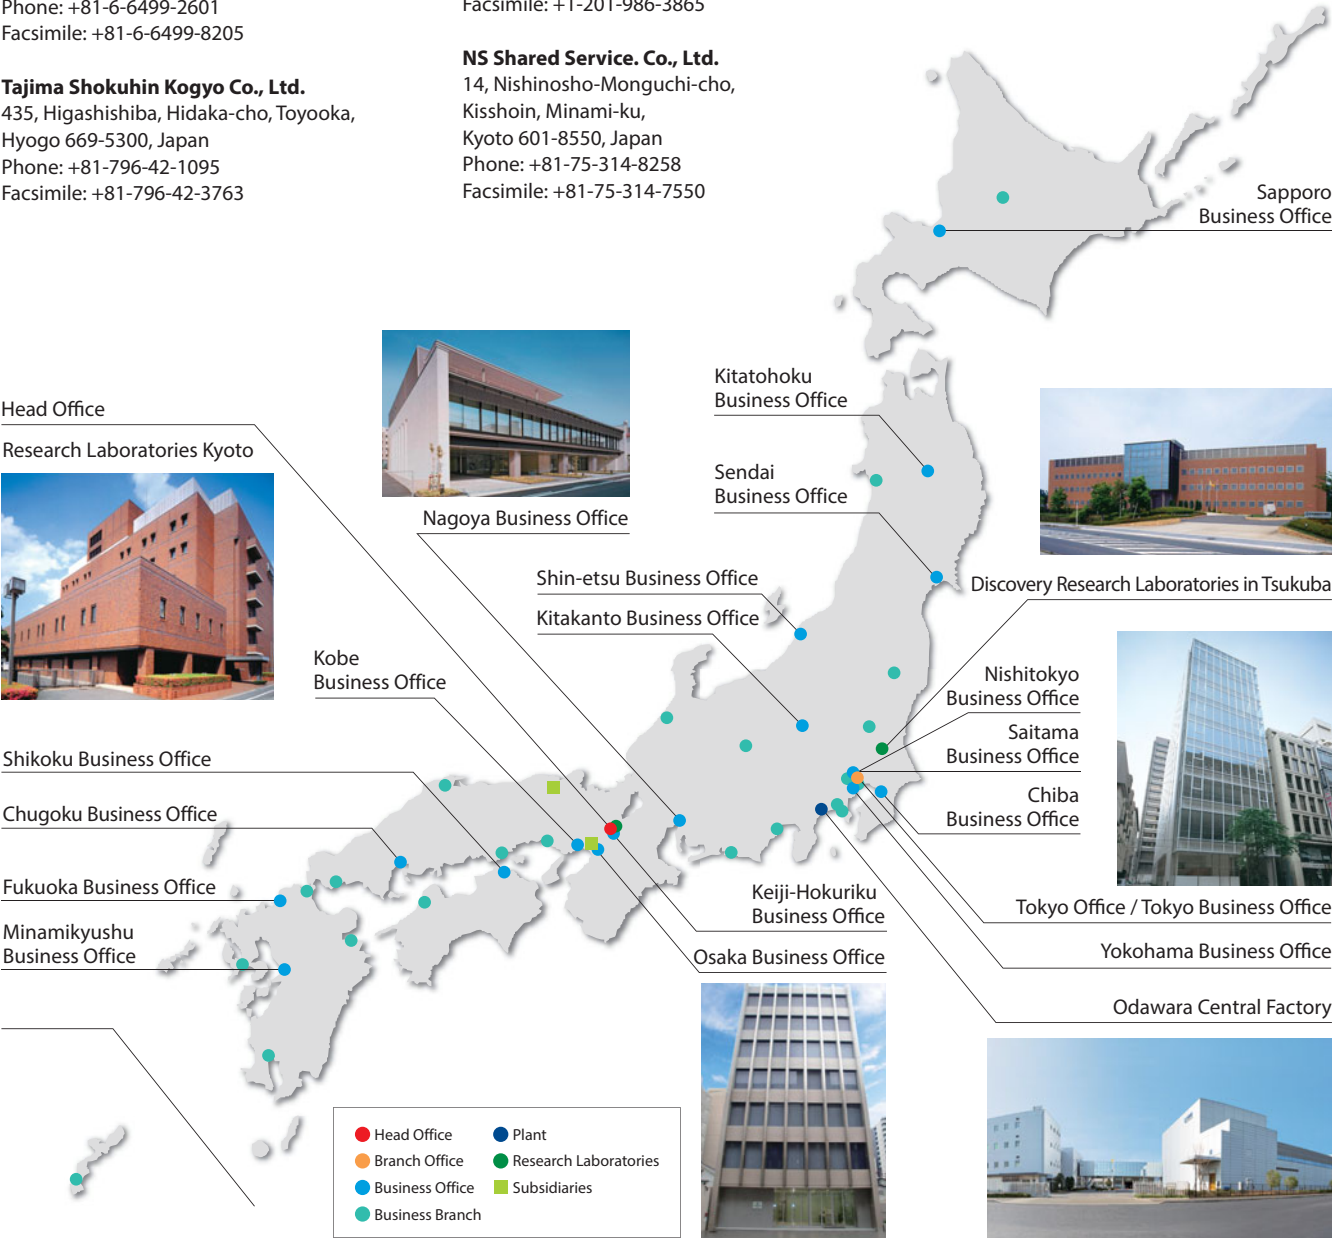 Phone: +81-6-6499-2601
Facsimile: +81-6-6499-8205
Tajima Shokuhin Kogyo Co., Ltd.
435, Higashishiba, Hidaka-cho, Toyooka,
Hyogo 669-5300, Japan
Phone: +81-796-42-1095
Facsimile: +81-796-42-3763
Facsimile: +1-201-986-3865
NS Shared Service. Co., Ltd.
14, Nishinosho-Monguchi-cho,
Kisshoin, Minami-ku,
Kyoto 601-8550, Japan
Phone: +81-75-314-8258
Facsimile: +81-75-314-7550
Sapporo
Business Office
Kitatohoku
Business Office
Head Office
Research Laboratories Kyoto
Sendai
Business Office
Nagoya Business Office
Shin-etsu Business Office
Discovery Research Laboratories in Tsukuba
Kitakanto Business Office
Kobe
Business Office
Nishitokyo
Business Office
Saitama
Business Office
Shikoku Business Office
Chiba
Business Office
Chugoku Business Office
Fukuoka Business Office
Keiji-Hokuriku
Business Office
Tokyo Office / Tokyo Business Office
Minamikyushu
Business Office
Yokohama Business Office
Osaka Business Office
Odawara Central Factory
Head Office
Branch Office
Business Office
Business Branch
Plant
Research Laboratories
Subsidiaries